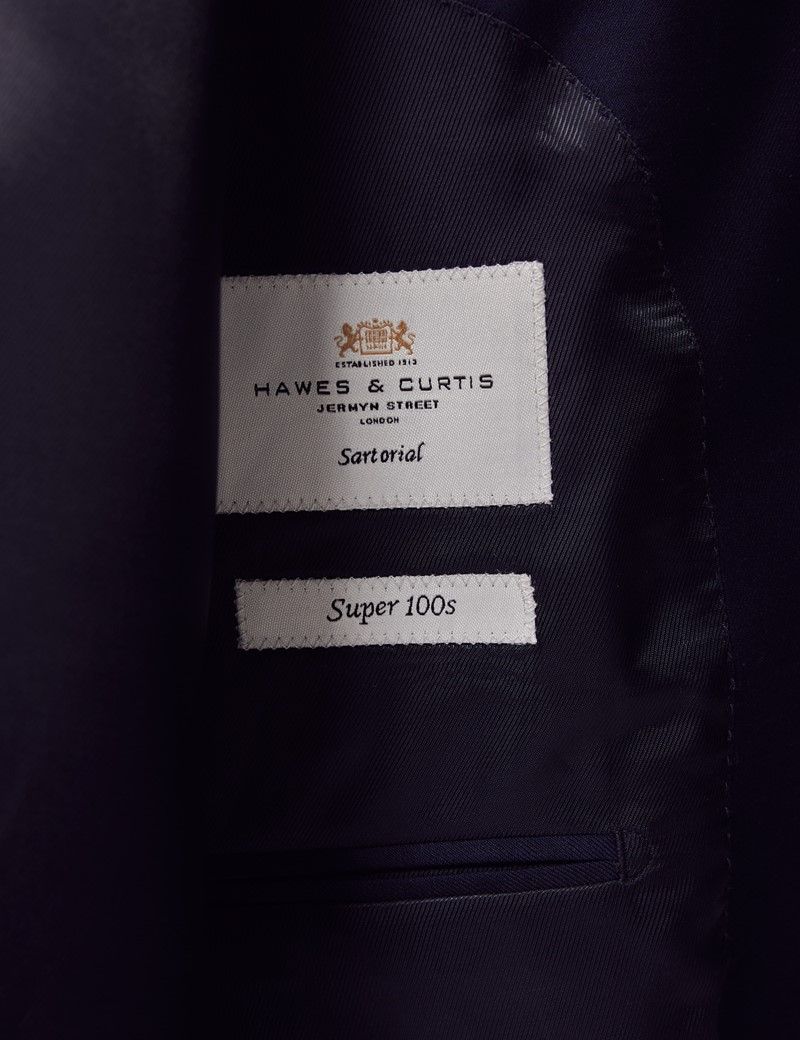 ESTABLISHED 1913
HAWES & CURTIS
JERMYN STREET
LONDON
Sartorial
Super 100s